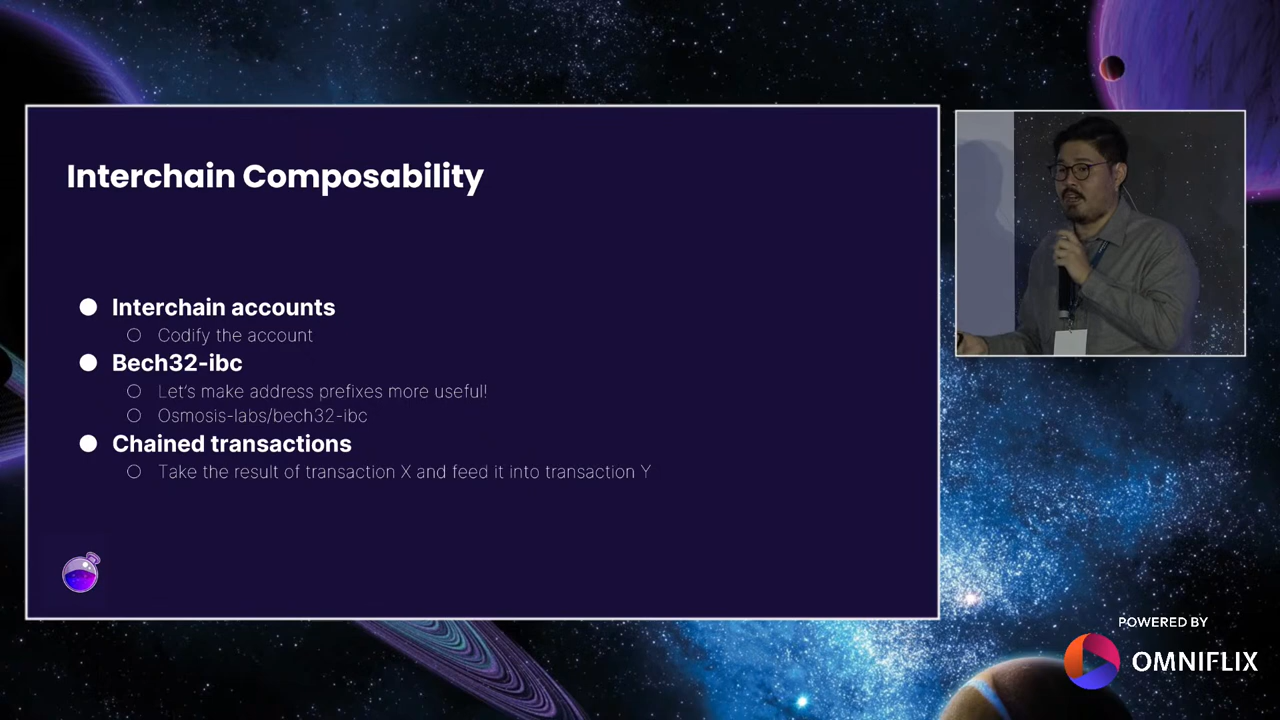 Interchain Composability
Interchain accounts
Codify the account
Bech32-ibc
Let's make address prefixes more useful!
Osmosis-labs/bech32-ibc
Chained transactions
Take the result of transaction X and feed it into transaction Y
POWERED BY
OMNIFLIX